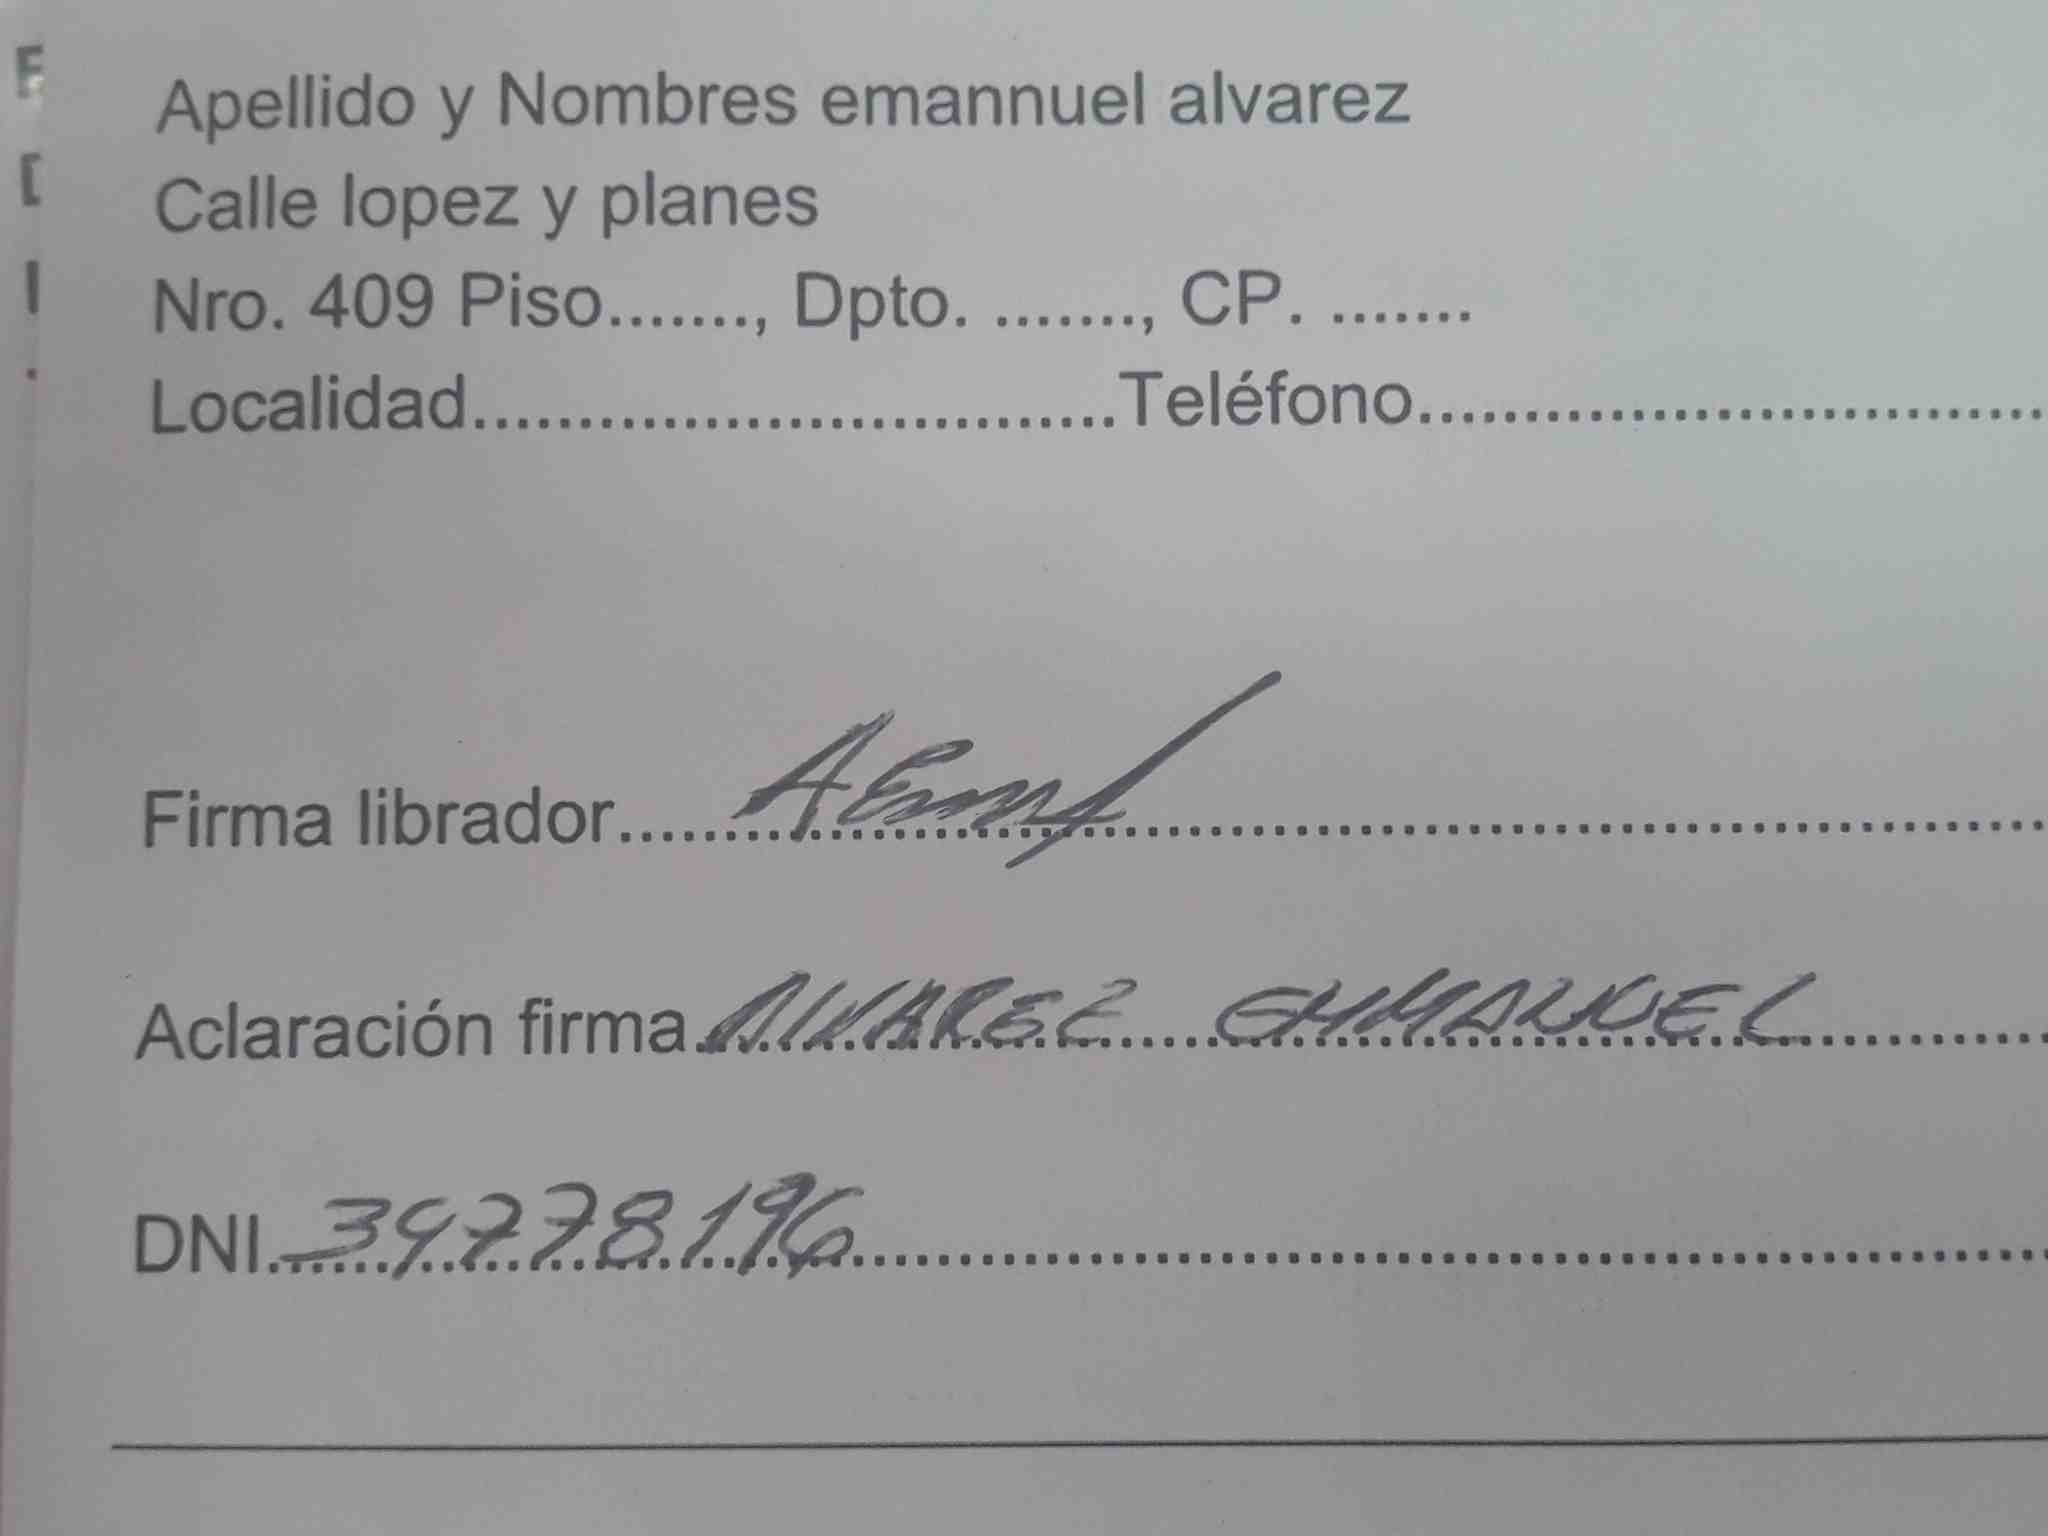 Apellido y Nombres emannuel alvarez
Calle lopez y planes
Nro. 409 Piso......., Dpto. ......., CP. .......
Localidad..............................Teléfono.............................
Firma librador..........................................................
Aclaración firma ALVAREZ EMMANUEL
DNI 39778196